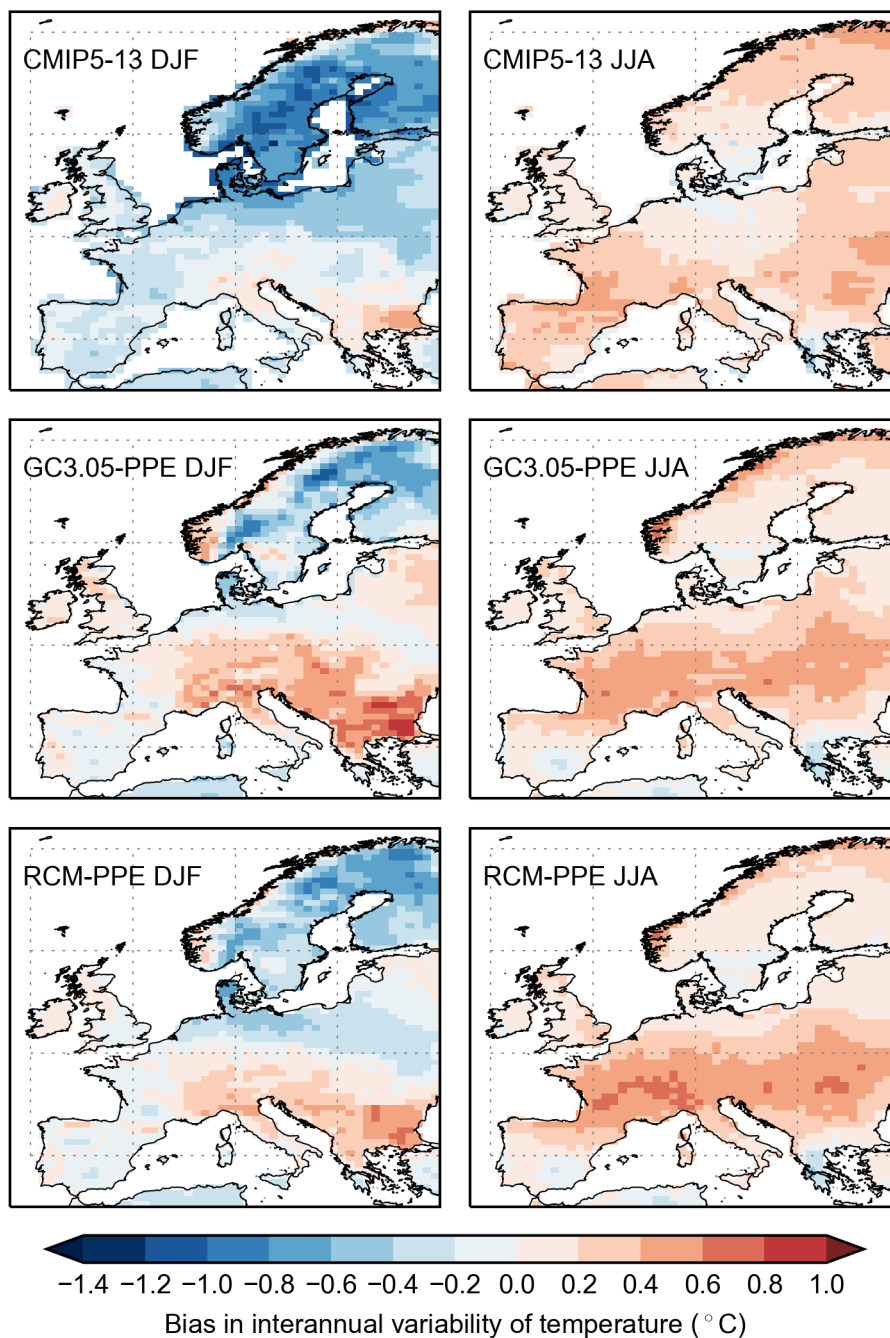 CMIP5-13 DJF
CMIP5-13 JJA
GC3.05-PPE DJF
GC3.05-PPE JJA
RCM-PPE DJF
RCM-PPE JJA
−1.4 −1.2 −1.0 −0.8 −0.6 −0.4 −0.2 0.0 0.2 0.4 0.6 0.8 1.0
Bias in interannual variability of temperature (°C)